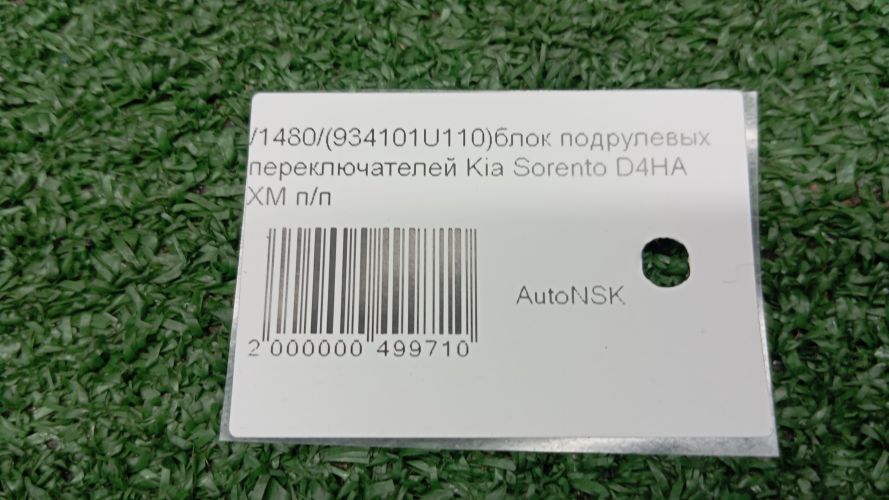 /1480/(934101U110)блок подрулевых
переключателей Kia Sorento D4HA
XM п/п
AutoNSK
2 000000 499710